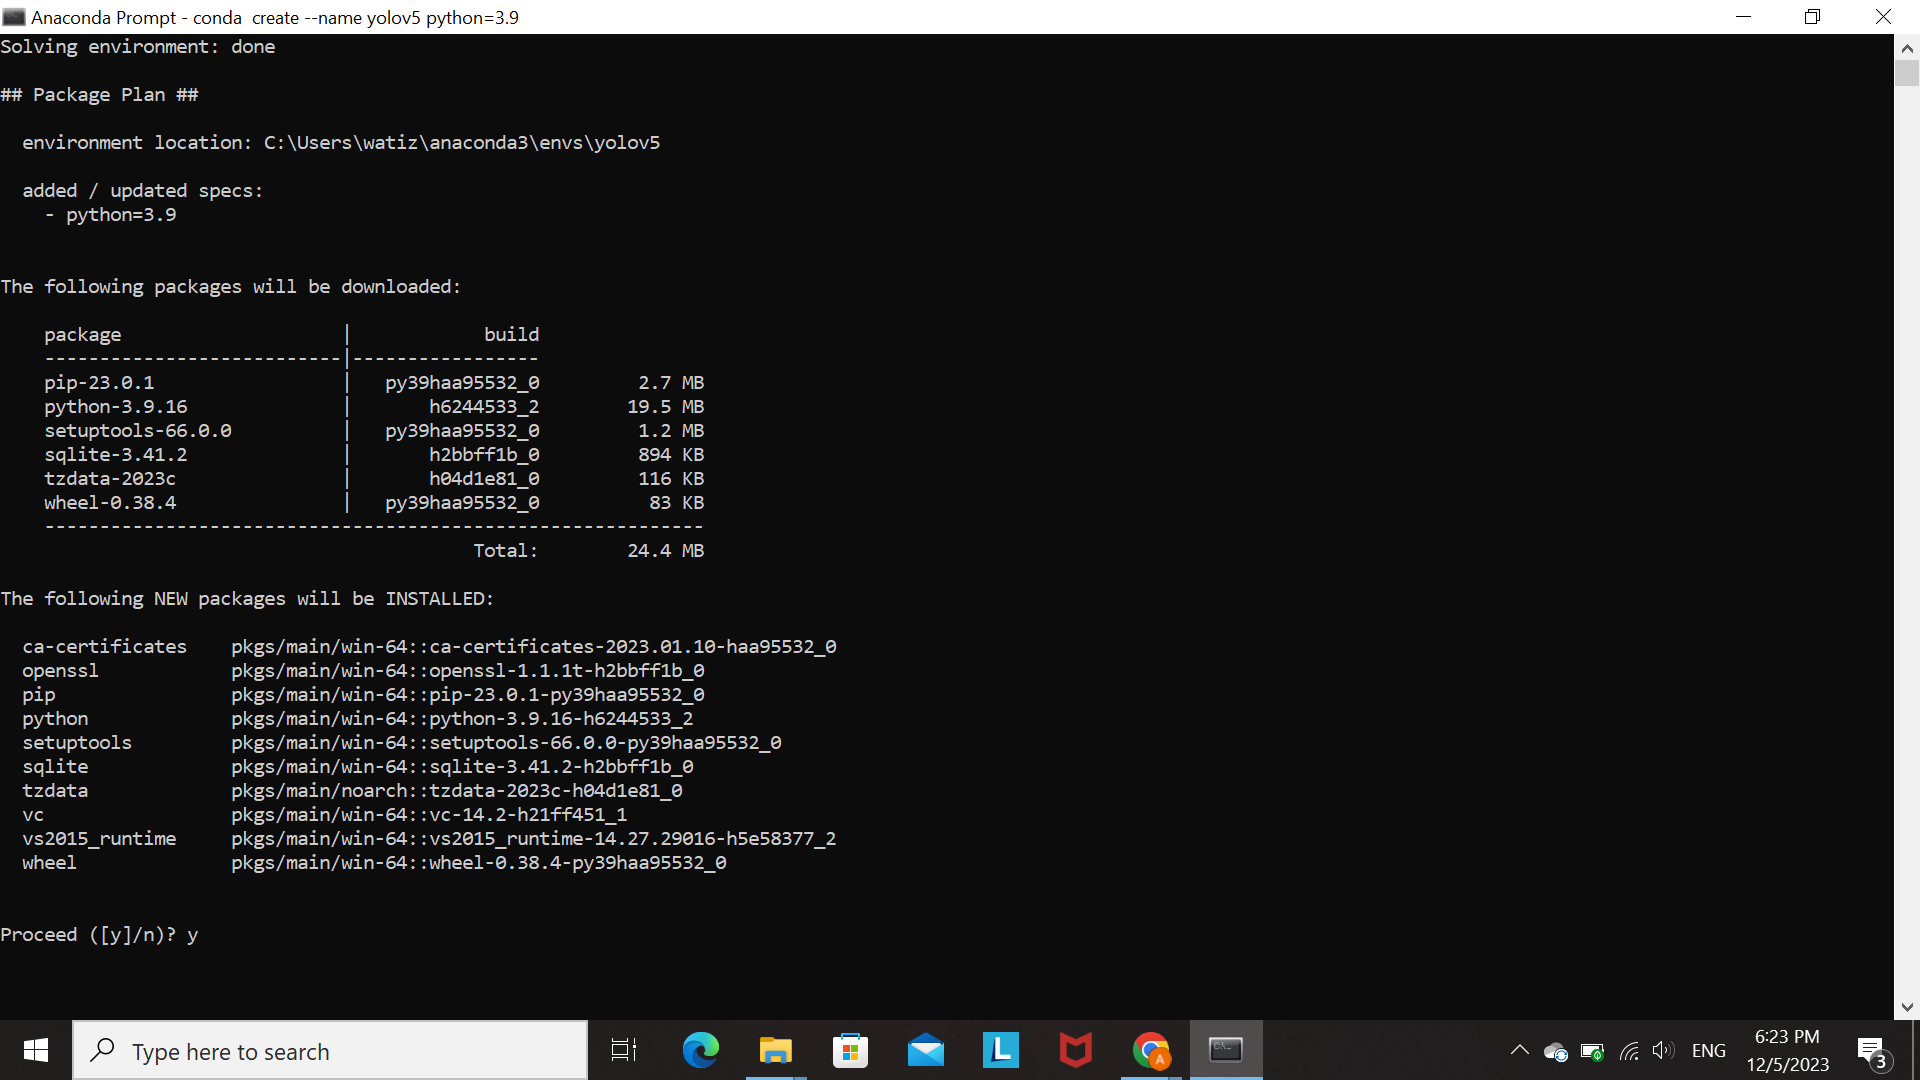 Anaconda Prompt - conda  create --name yolov5 python=3.9
Solving environment: done
## Package Plan ##
environment location: C:\Users\watiz\anaconda3\envs\yolov5
added / updated specs:
- python=3.9
The following packages will be downloaded:
package                    |            build
---------------------------|-----------------
pip-23.0.1                 |   py39haa95532_0         2.7 MB
python-3.9.16              |       h6244533_2        19.5 MB
setuptools-66.0.0          |   py39haa95532_0         1.2 MB
sqlite-3.41.2              |       h2bbff1b_0         894 KB
tzdata-2023c               |       h04d1e81_0         116 KB
wheel-0.38.4               |   py39haa95532_0          83 KB
------------------------------------------------------------
Total:        24.4 MB
The following NEW packages will be INSTALLED:
ca-certificates    pkgs/main/win-64::ca-certificates-2023.01.10-haa95532_0
openssl            pkgs/main/win-64::openssl-1.1.1t-h2bbff1b_0
pip                pkgs/main/win-64::pip-23.0.1-py39haa95532_0
python             pkgs/main/win-64::python-3.9.16-h6244533_2
setuptools         pkgs/main/win-64::setuptools-66.0.0-py39haa95532_0
sqlite             pkgs/main/win-64::sqlite-3.41.2-h2bbff1b_0
tzdata             pkgs/main/noarch::tzdata-2023c-h04d1e81_0
vc                 pkgs/main/win-64::vc-14.2-h21ff451_1
vs2015_runtime     pkgs/main/win-64::vs2015_runtime-14.27.29016-h5e58377_2
wheel              pkgs/main/win-64::wheel-0.38.4-py39haa95532_0
Proceed ([y]/n)? y
Type here to search
L
A
ENG
6:23 PM
12/5/2023
3